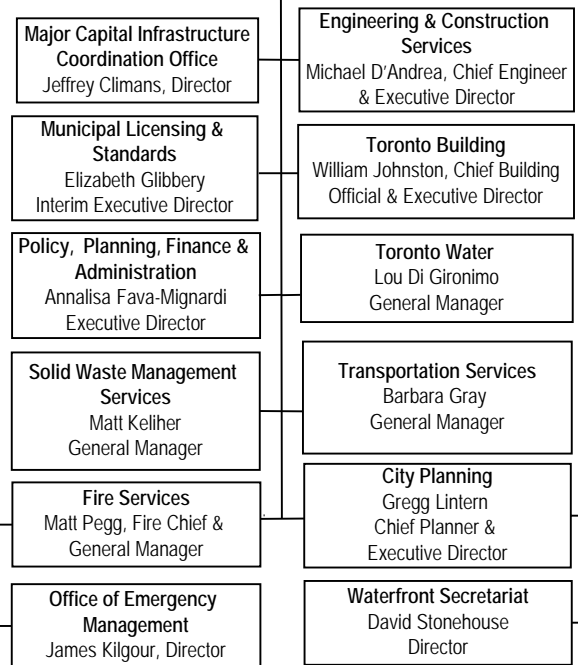 Major Capital Infrastructure
Coordination Office
Jeffrey Climans, Director
Engineering & Construction
Services
Michael D'Andrea, Chief Engineer
& Executive Director
Municipal Licensing &
Standards
Elizabeth Glibbery
Interim Executive Director
Toronto Building
William Johnston, Chief Building
Official & Executive Director
Policy, Planning, Finance &
Administration
Annalisa Fava-Mignardi
Executive Director
Toronto Water
Lou Di Gironimo
General Manager
Solid Waste Management
Services
Matt Keliher
General Manager
Transportation Services
Barbara Gray
General Manager
Fire Services
Matt Pegg, Fire Chief &
General Manager
City Planning
Gregg Lintern
Chief Planner &
Executive Director
Office of Emergency
Management
James Kilgour, Director
Waterfront Secretariat
David Stonehouse
Director